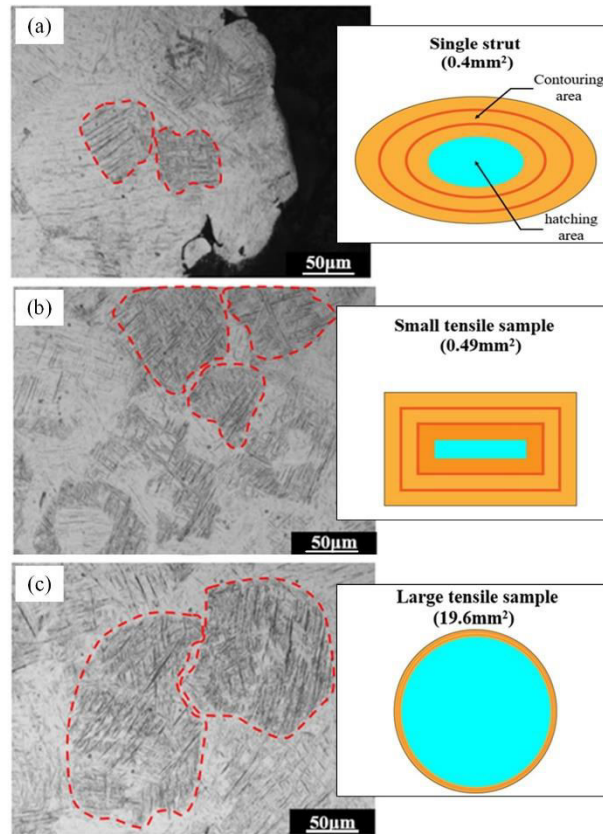 (a)
Single strut
(0.4mm²)
Contouring
area
hatching
area
50μm
(b)
Small tensile sample
(0.49mm²)
50μm
(c)
Large tensile sample
(19.6mm²)
50μm